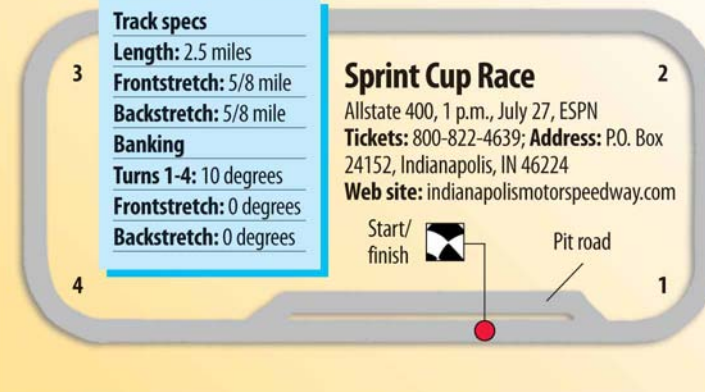 Track specs
Length: 2.5 miles
Frontstretch: 5/8 mile
Backstretch: 5/8 mile
Banking
Turns 1-4: 10 degrees
Frontstretch: 0 degrees
Backstretch: 0 degrees
3
4
Sprint Cup Race
Allstate 400, 1 p.m., July 27, ESPN
Tickets: 800-822-4639; Address: P.O. Box
24152, Indianapolis, IN 46224
Web site: indianapolismotorspeedway.com
Start/
finish
Pit road
2
1